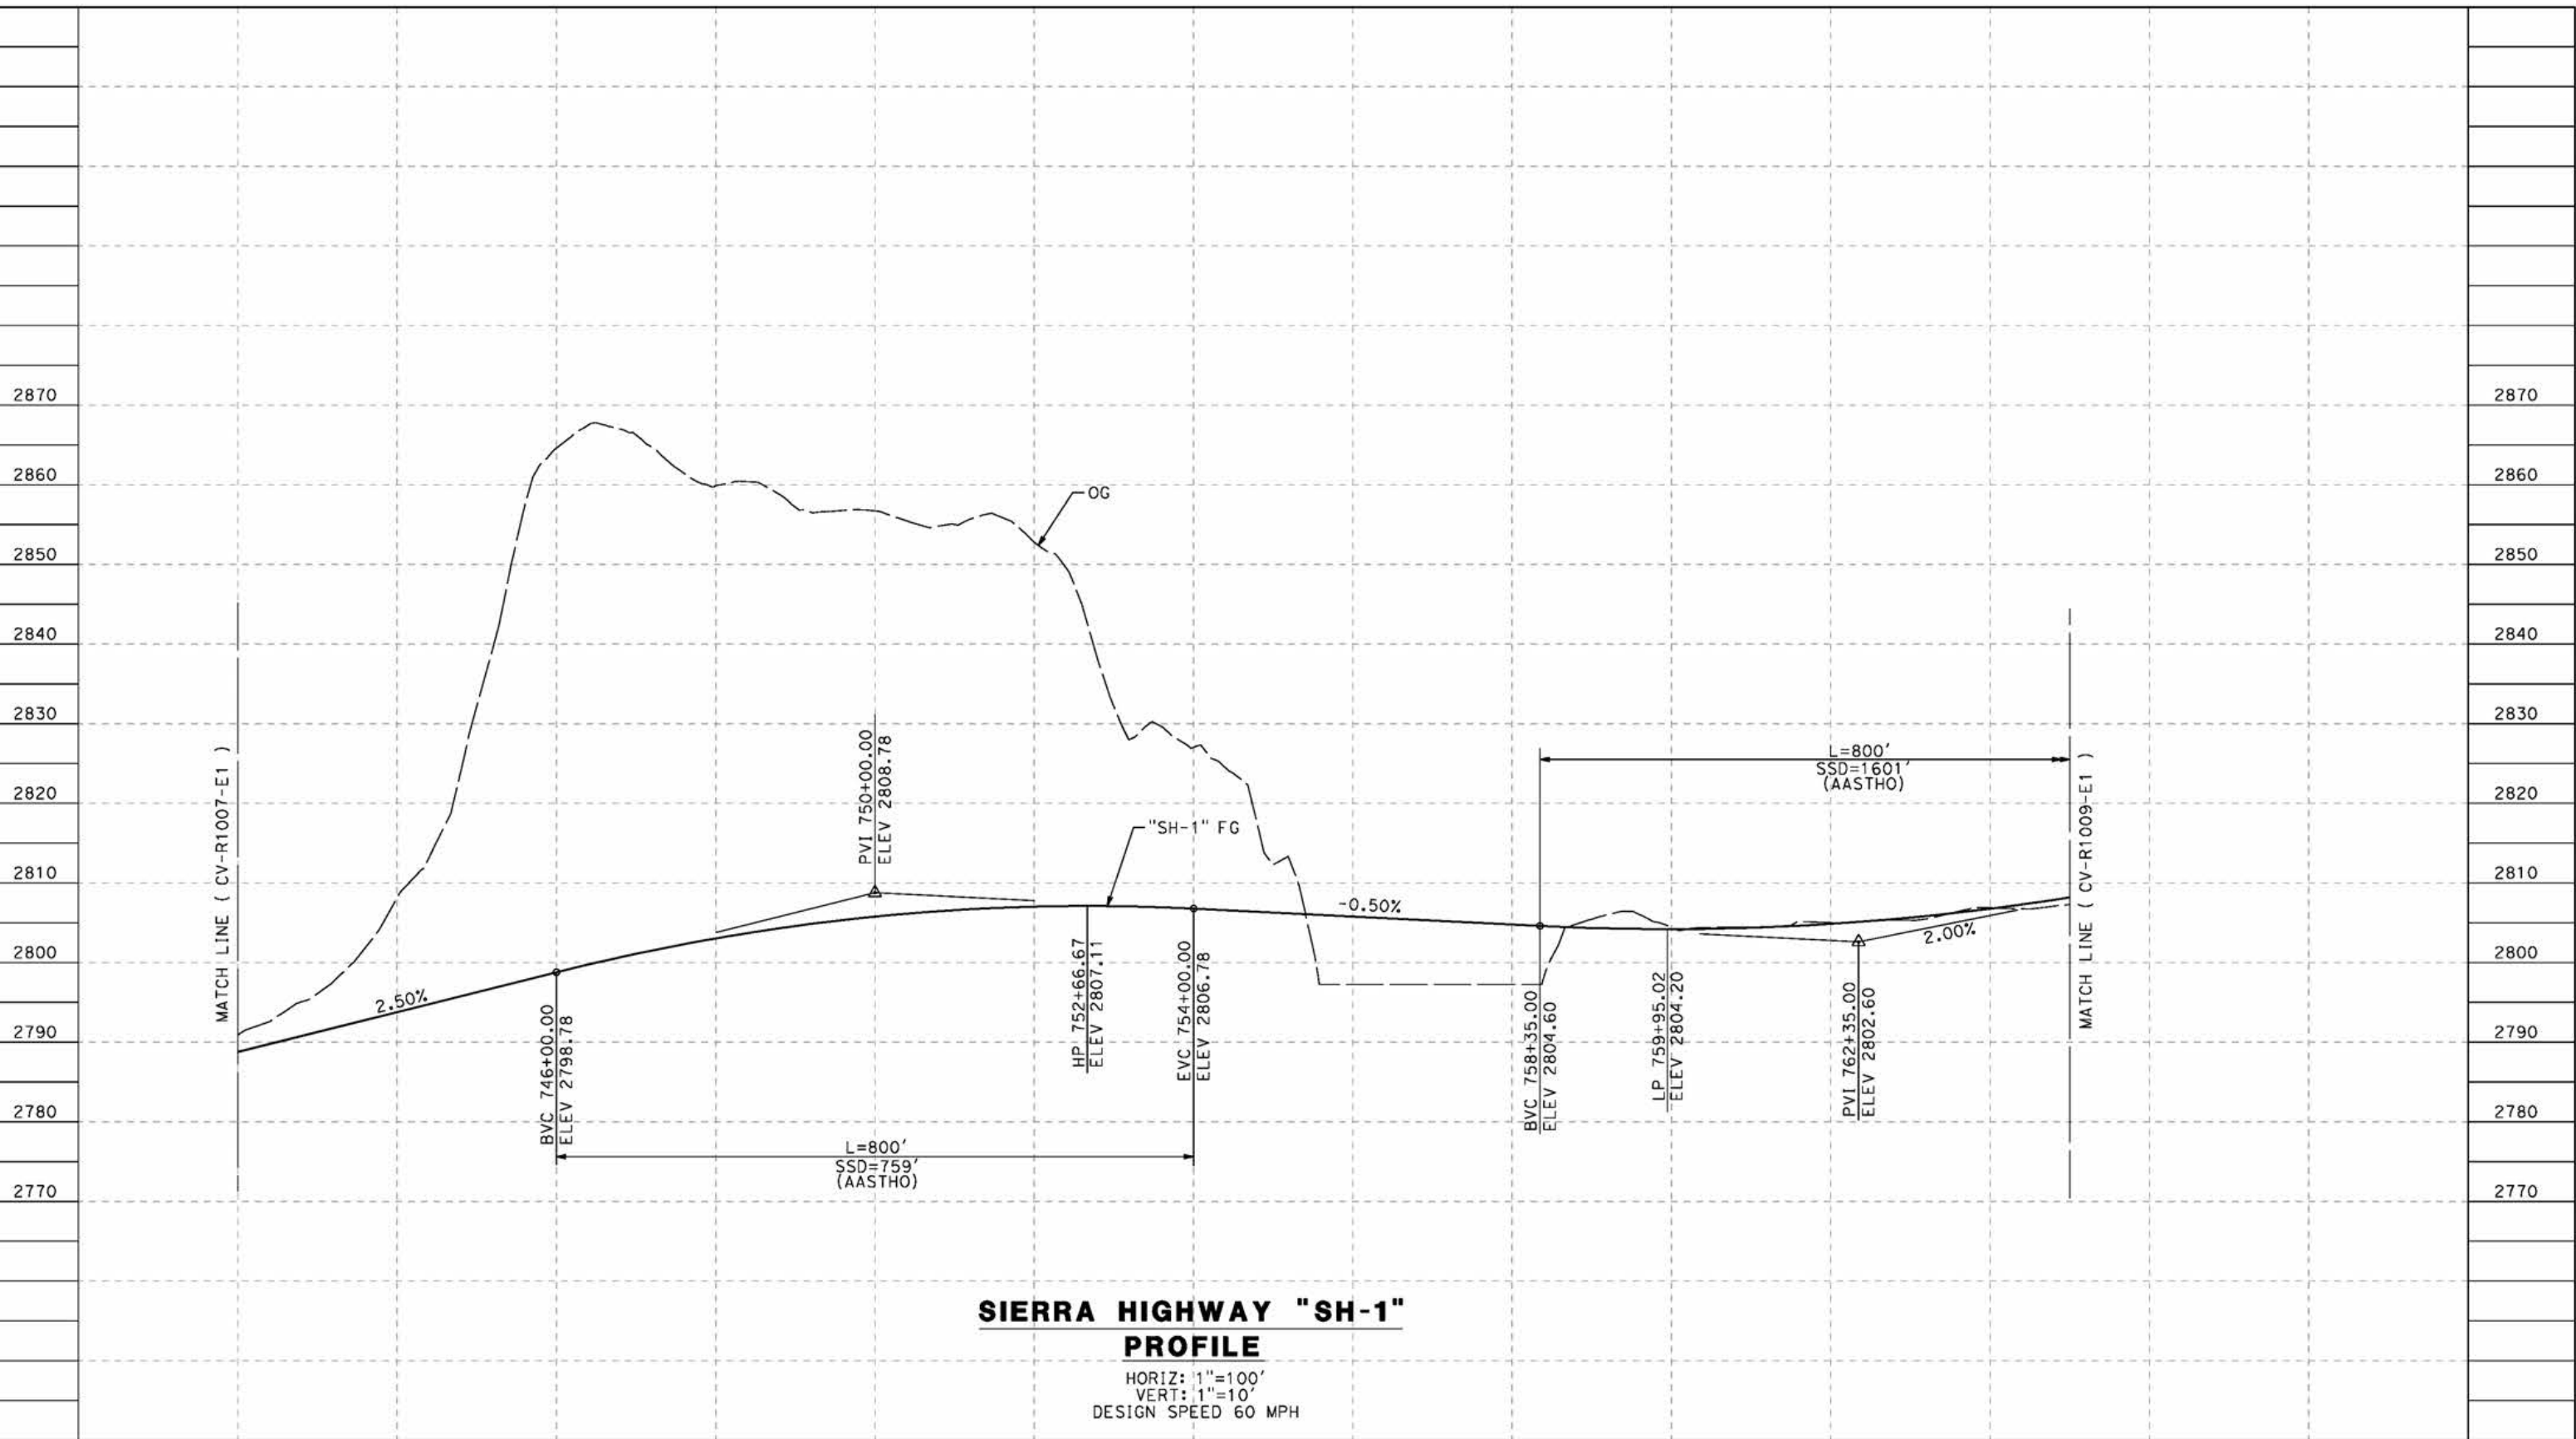 2870
2860
2850
2840
2830
2820
2810
2800
2790
2780
2770
MATCH LINE ( CV-R1007-E1 )
2.50%
BVC 746+00.00
ELEV 2798.78
PVI 750+00.00
ELEV 2808.78
L=800'
SSD=759'
(AASTHO)
OG
"SH-1" FG
HP 752+66.67
ELEV 2807.11
EVC 754+00.00
ELEV 2806.78
-0.50%
BVC 758+35.00
ELEV 2804.60
LP 759+95.02
ELEV 2804.20
L=800'
SSD=1601'
(AASTHO)
PVI 762+35.00
ELEV 2802.60
2.00%
MATCH LINE ( CV-R1009-E1 )
2870
2860
2850
2840
2830
2820
2810
2800
2790
2780
2770
SIERRA HIGHWAY "SH-1"
PROFILE
HORIZ: 1"=100'
VERT: 1"=10'
DESIGN SPEED 60 MPH